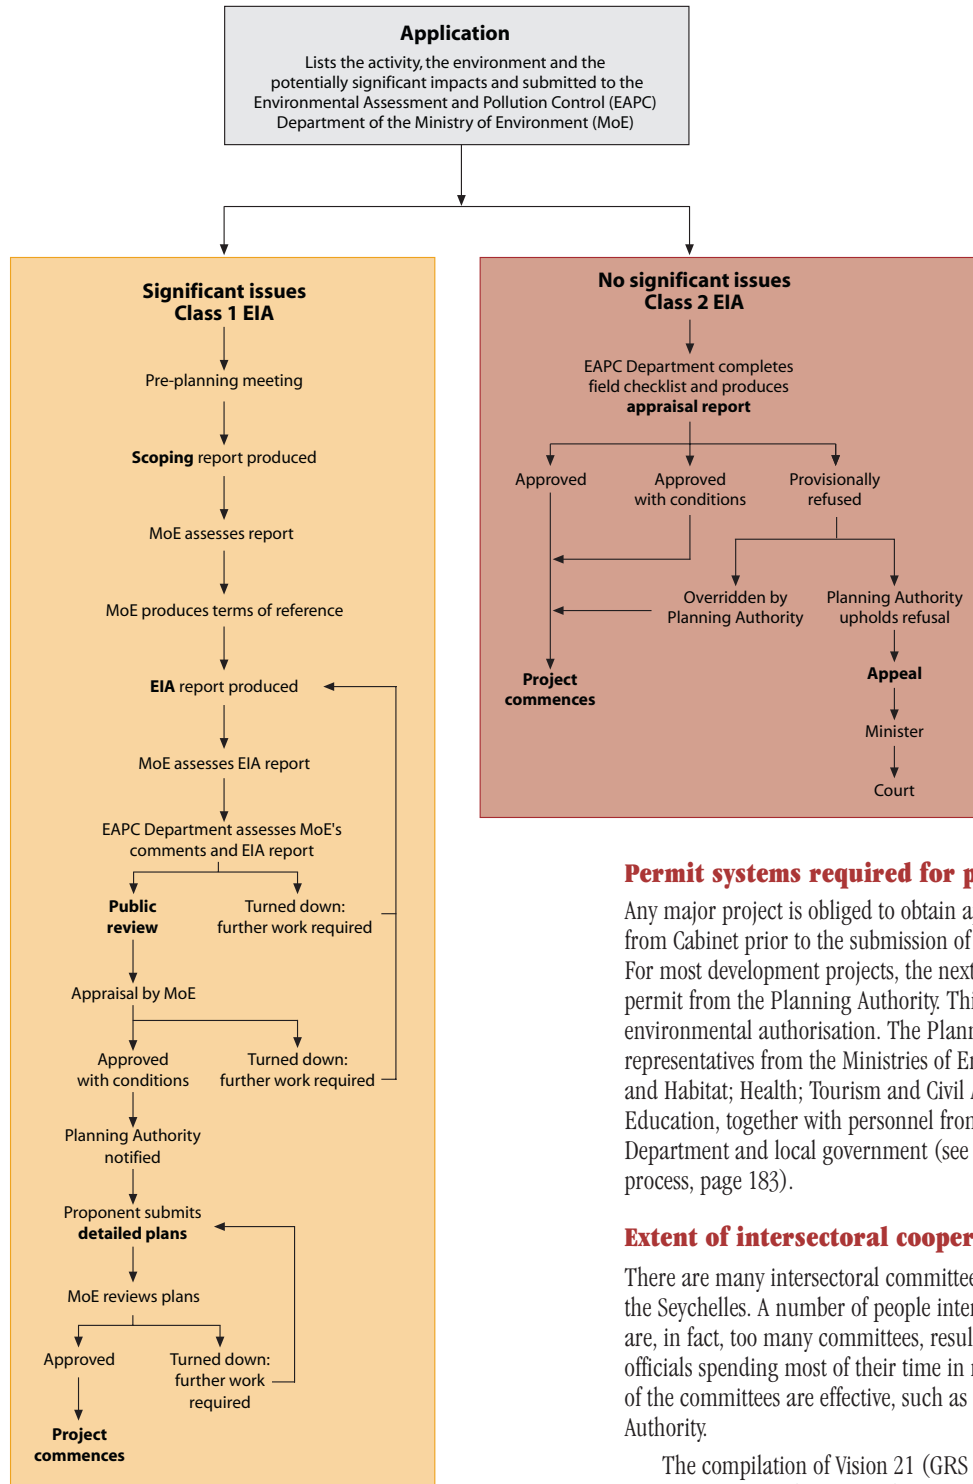 Application
Lists the activity, the environment and the
potentially significant impacts and submitted to the
Environmental Assessment and Pollution Control (EAPC)
Department of the Ministry of Environment (MoE)
Significant issues
Class 1 EIA
Pre-planning meeting
Scoping report produced
MoE assesses report
MoE produces terms of reference
EIA report produced
MoE assesses EIA report
EAPC Department assesses MoE's
comments and EIA report
Public
review
Turned down:
further work required
Appraisal by MoE
Approved
with conditions
Turned down:
further work required
Planning Authority
notified
Proponent submits
detailed plans
MoE reviews plans
Approved
Turned down:
further work
required
Project
commences
No significant issues
Class 2 EIA
EAPC Department completes
field checklist and produces
appraisal report
Approved
Approved
with conditions
Provisionally
refused
Overridden by
Planning Authority
Planning Authority
upholds refusal
Project
commences
Appeal
Minister
Court
Permit systems required for p
Any major project is obliged to obtain a
from Cabinet prior to the submission of
For most development projects, the next
permit from the Planning Authority. Thi
environmental authorisation. The Plann
representatives from the Ministries of En
and Habitat; Health; Tourism and Civil A
Education, together with personnel from
Department and local government (see
process, page 183).
Extent of intersectoral cooper
There are many intersectoral committee
the Seychelles. A number of people inter
are, in fact, too many committees, resul
officials spending most of their time in
of the committees are effective, such as
Authority.
The compilation of Vision 21 (GRS